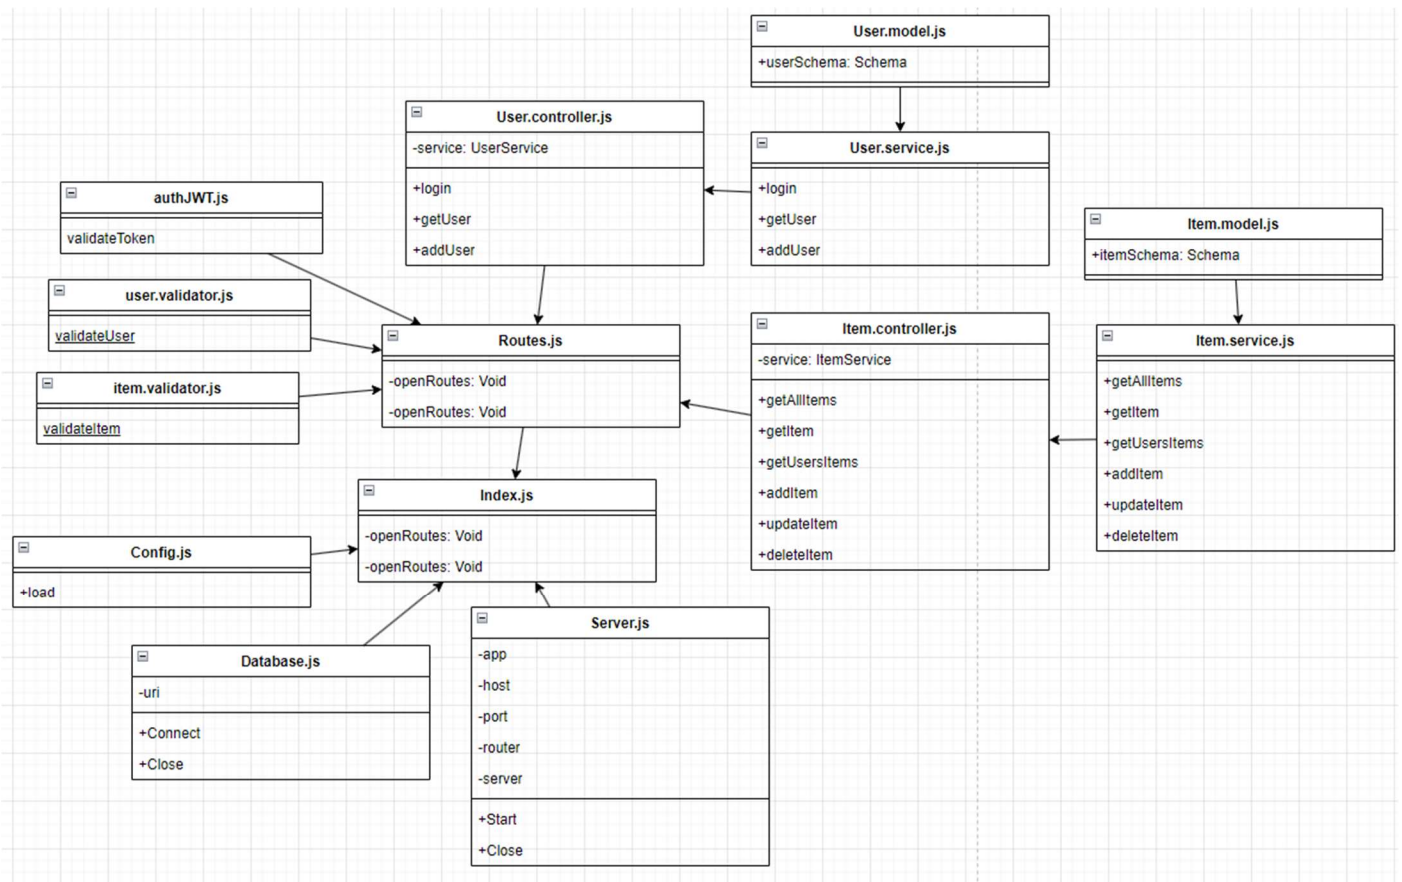 User.model.js
+userSchema: Schema
User.controller.js
-service: UserService
+login
+getUser
+addUser
User.service.js
+login
+getUser
+addUser
authJWT.js
validateToken
Item.model.js
+itemSchema: Schema
user.validator.js
validateUser
Routes.js
-openRoutes: Void
-openRoutes: Void
Item.controller.js
-service: ItemService
+getAllItems
+getItem
+getUsersItems
+addItem
+updateItem
+deleteItem
Item.service.js
+getAllItems
+getItem
+getUsersItems
+addItem
+updateItem
+deleteItem
item.validator.js
validateItem
Index.js
-openRoutes: Void
-openRoutes: Void
Config.js
+load
Database.js
-uri
+Connect
+Close
Server.js
-app
-host
-port
-router
-server
+Start
+Close